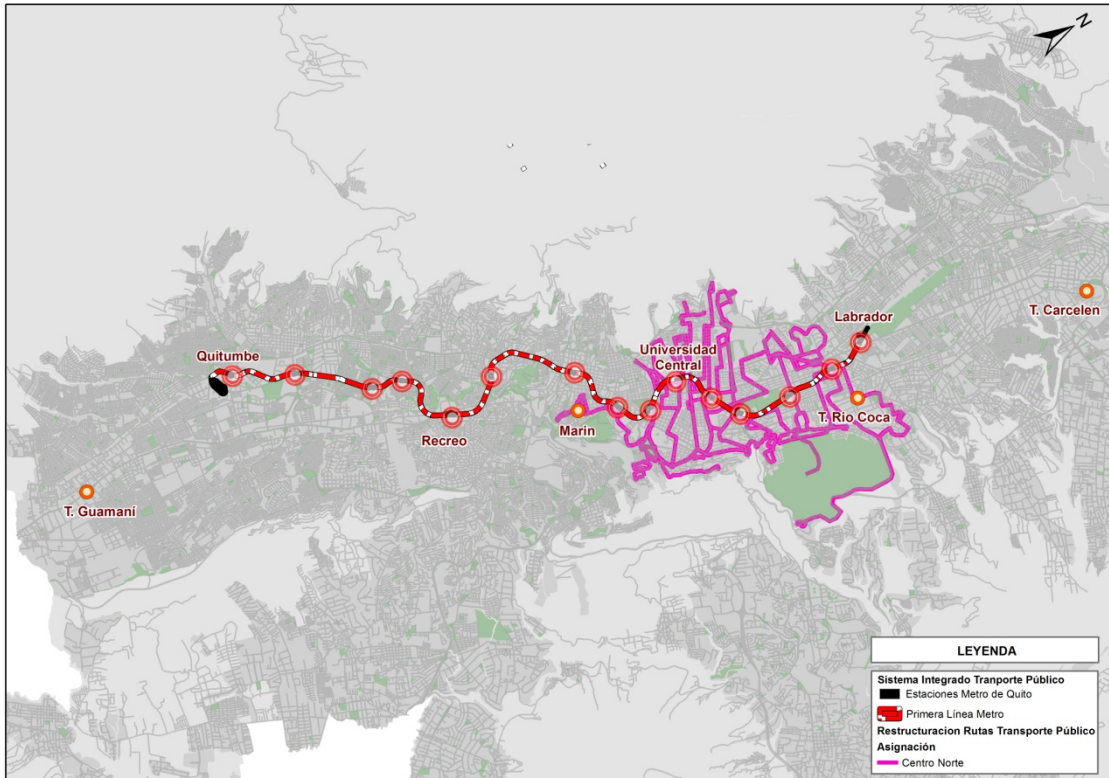 N
T. Carcelen
Labrador
Universidad
Central
Quitumbe
T. Rio Coca
Marin
Recreo
T. Guamaní
LEYENDA
Sistema Integrado Tranporte Público
Estaciones Metro de Quito
Primera Línea Metro
Restructuracion Rutas Transporte Público
Asignación
Centro Norte